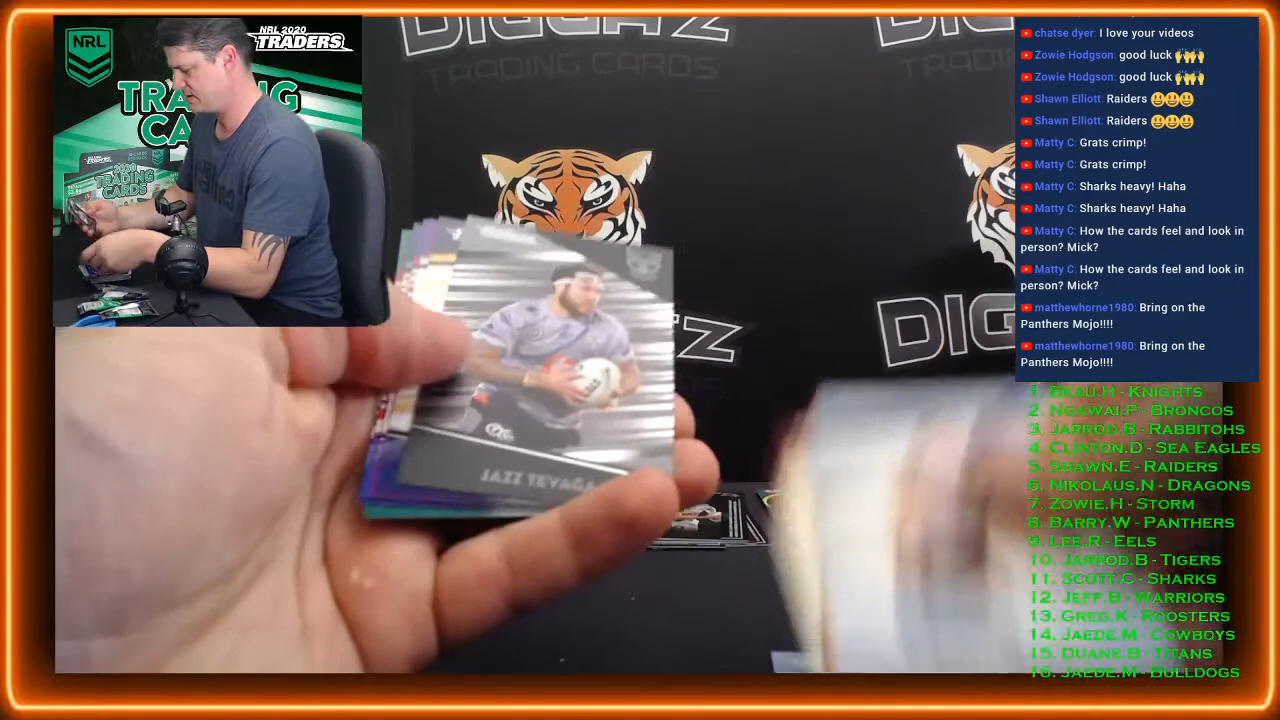 NRL
NRL 2020
TRADERS
TRADING
CARDS
2020
TRADING
CARDS
DIGGAZ
TRADING CARDS
JAZZ TEVAGA
chatse dyer: I love your videos
Zowie Hodgson: good luck 🙌🙌
Zowie Hodgson: good luck 🙌🙌
Shawn Elliott: Raiders 😃😃😃
Shawn Elliott: Raiders 😃😃😃
Matty C: Grats crimp!
Matty C: Grats crimp!
Matty C: Sharks heavy! Haha
Matty C: Sharks heavy! Haha
Matty C: How the cards feel and look in
person? Mick?
Matty C: How the cards feel and look in
person? Mick?
matthewhorne1980: Bring on the
Panthers Mojo!!!!
matthewhorne1980: Bring on the
Panthers Mojo!!!!
1. Beau.H - Knights
2. Ngawai.P - Broncos
3. Jarrod.B - Rabbitohs
4. Clinton.D - Sea Eagles
5. Shawn.E - Raiders
6. Nikolaus.N - Dragons
7. Zowie.H - Storm
8. Barry.W - Panthers
9. Lee.R - Eels
10. Jarrod.B - Tigers
11. Scott.C - Sharks
12. Jeff.B - Warriors
13. Greg.K - Roosters
14. Jaede.M - Cowboys
15. Duane.B - Titans
16. Jaede.M - Bulldogs